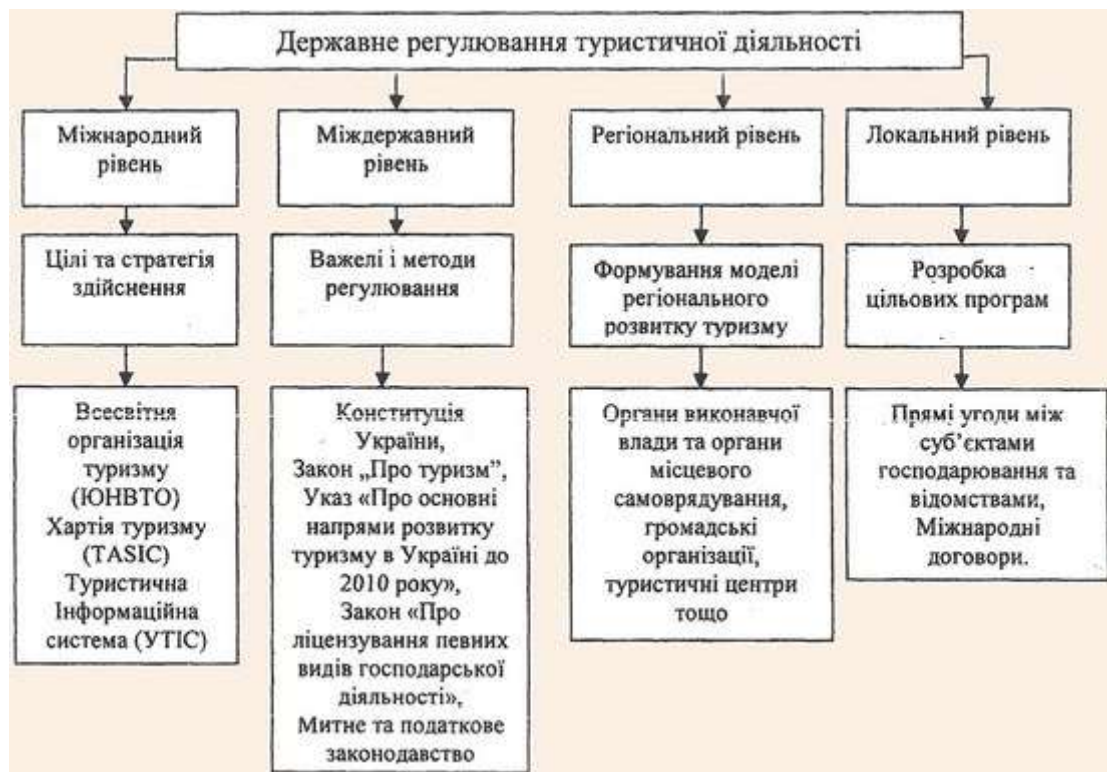 Державне регулювання туристичної діяльності
Міжнародний
рівень
Міждержавний
рівень
Регіональний рівень
Локальний рівень
Цілі та стратегія
здійснення
Важелі і методи
регулювання
Формування моделі
регіонального
розвитку туризму
Розробка
цільових програм
Всесвітня
організація
туризму
(ЮНВТО)
Хартія туризму
(TASIC)
Туристична
Інформаційна
система (УТІС)
Конституція
України,
Закон „Про туризм”,
Указ «Про основні
напрями розвитку
туризму в Україні до
2010 року»,
Закон «Про
ліцензування певних
видів господарської
діяльності»,
Митне та податкове
законодавство
Органи виконавчої
влади та органи
місцевого
самоврядування,
громадські
організації,
туристичні центри
тощо
Прямі угоди між
суб’єктами
господарювання та
відомствами,
Міжнародні
договори.